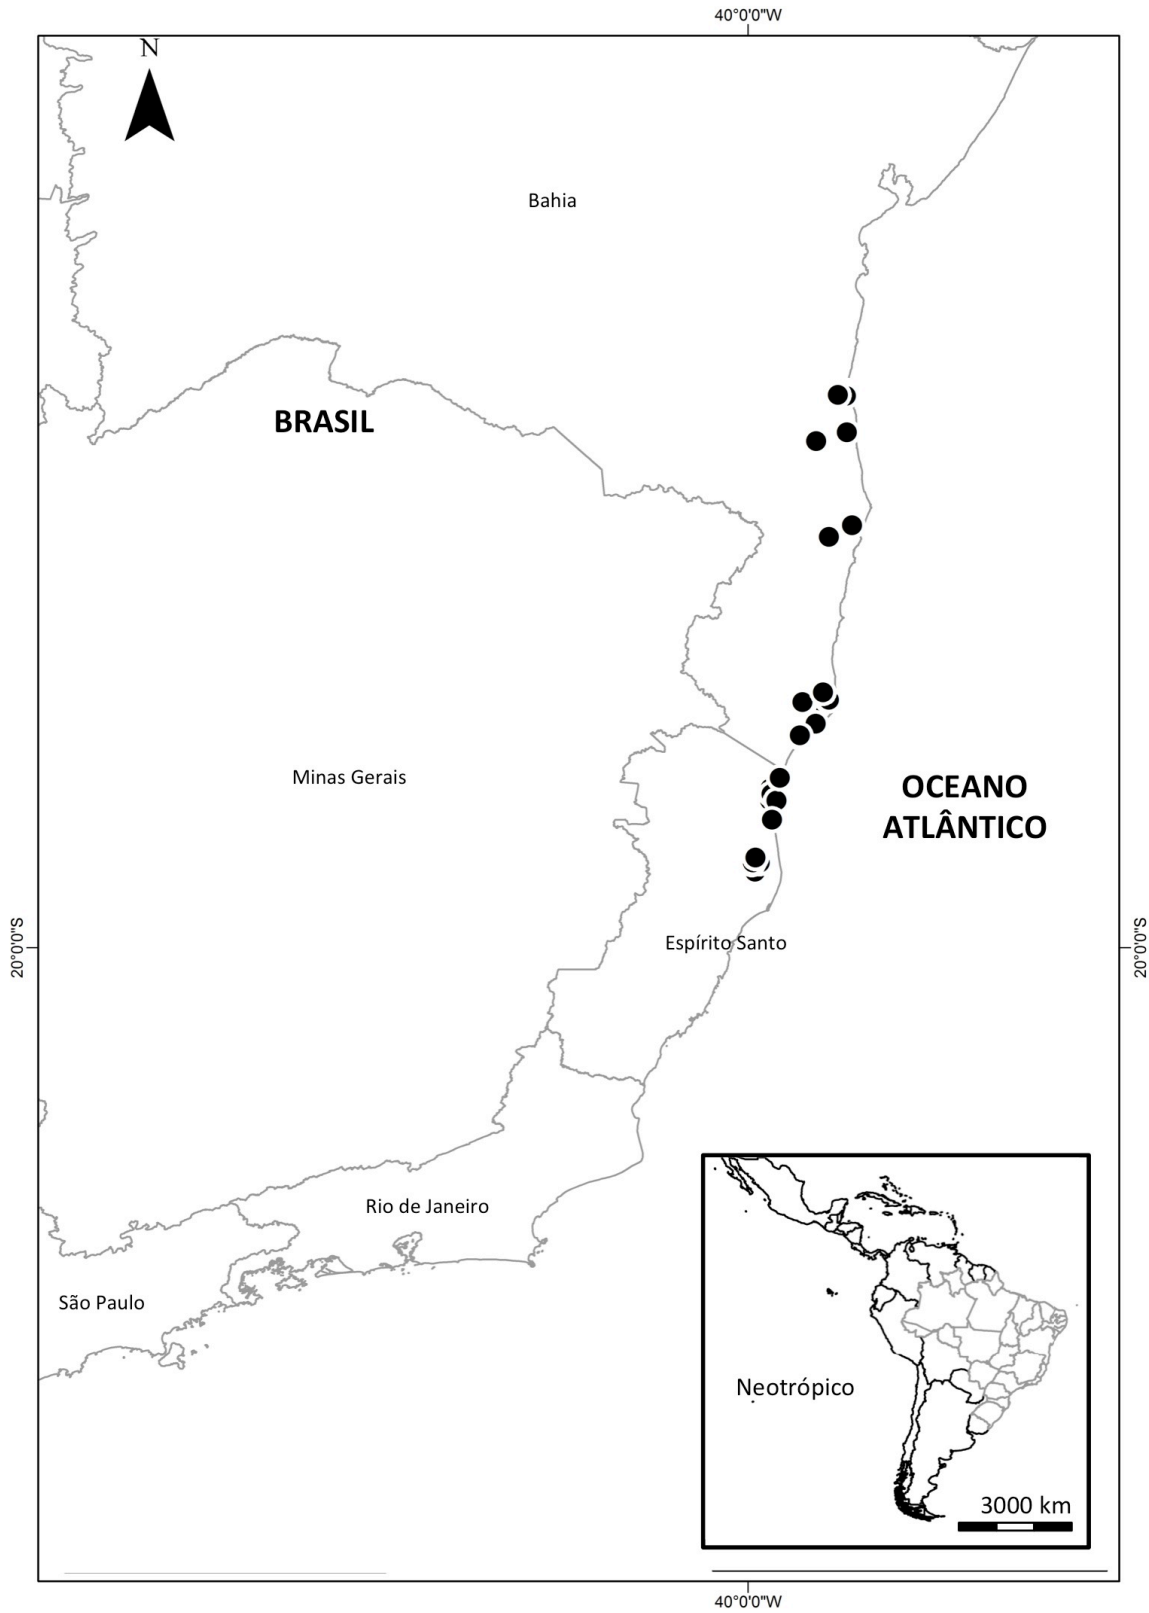 40°0'0"W
N
Bahia
BRASIL
Minas Gerais
OCEANO
ATLÂNTICO
20°0'0"S
20°0'0"S
Espírito Santo
Rio de Janeiro
São Paulo
Neotrópico
3000 km
40°0'0"W